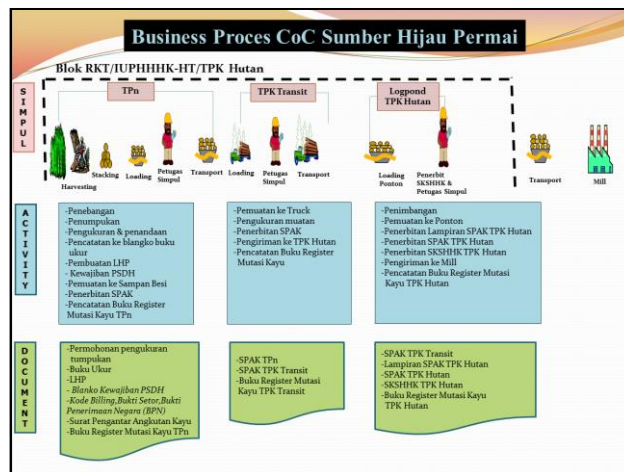 Business Proces CoC Sumber Hijau Permai
Blok RKT/IUPHHHK-HT/TPK Hutan
SIMPUL
TPn
TPK Transit
Logpond
TPK Hutan
Harvesting
Stacking
Loading
Petugas
Simpul
Transport
Loading
Petugas
Simpul
Transport
Loading
Ponton
Penerbit
SKSHHK &
Petugas Simpul
Transport
Mill
ACTIVITY
-Penebangan
-Penumpukan
-Pengukuran & penandaan
-Pencatatan ke blangko buku
ukur
-Pembuatan LHP
- Kewajiban PSDH
-Pemuatan ke Sampan Besi
-Penerbitan SPAK
-Pencatatan Buku Register
Mutasi Kayu TPn
-Pemuatan ke Truck
-Pengukuran muatan
-Penerbitan SPAK
-Pengiriman ke TPK Hutan
-Pencatatan Buku Register
Mutasi Kayu
-Penimbangan
-Pemuatan ke Ponton
-Penerbitan Lampiran SPAK TPK Hutan
-Penerbitan SPAK TPK Hutan
-Penerbitan SKSHHK TPK Hutan
-Pengiriman ke Mill
-Pencatatan Buku Register Mutasi
Kayu TPK Hutan
DOCUMENT
-Permohonan pengukuran
tumpukan
-Buku Ukur
-LHP
- Blanko Kewajiban PSDH
-Kode Billing,Bukti Setor,Bukti
Penerimaan Negara (BPN)
-Surat Pengantar Angkutan Kayu
-Buku Register Mutasi Kayu TPn
-SPAK TPn
-SPAK TPK Transit
-Buku Register Mutasi
Kayu TPK Transit
-SPAK TPK Transit
-Lampiran SPAK TPK Hutan
-SPAK TPK Hutan
-SKSHHK TPK Hutan
-Buku Register Mutasi Kayu
TPK Hutan